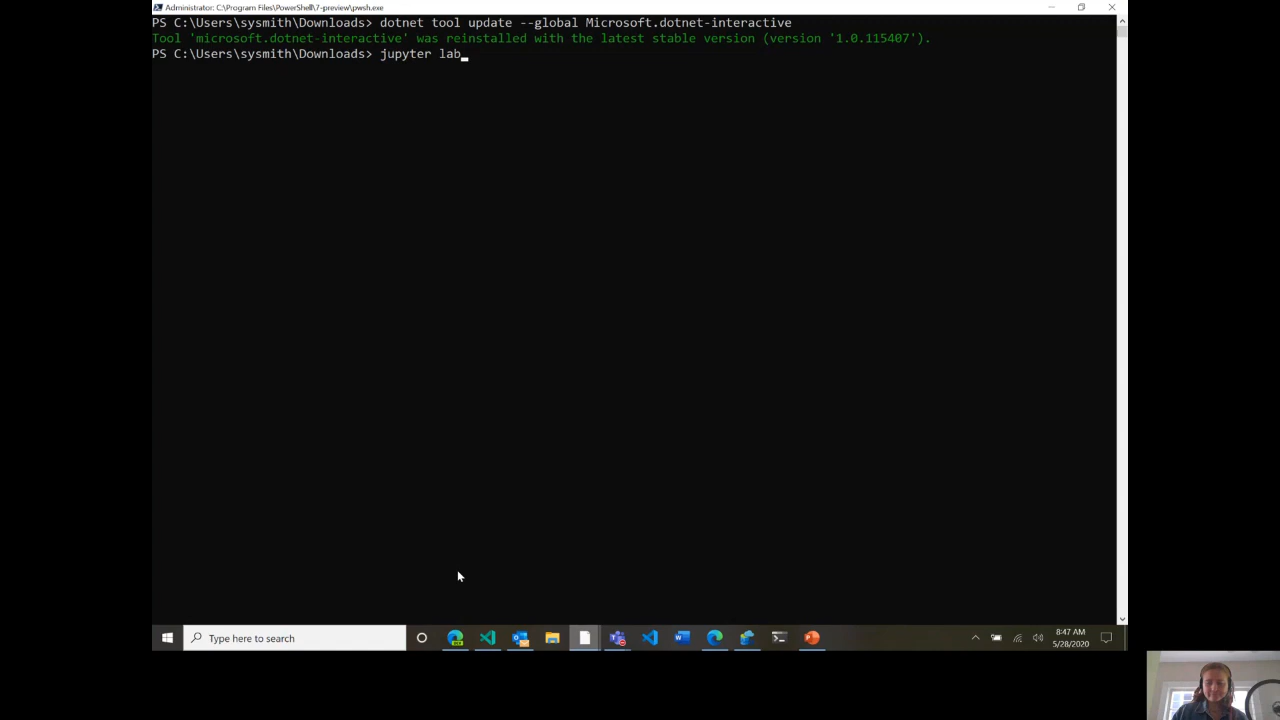 Administrator: C:\Program Files\PowerShell\7-preview\pwsh.exe
PS C:\Users\sysmith\Downloads> dotnet tool update --global Microsoft.dotnet-interactive
Tool 'microsoft.dotnet-interactive' was reinstalled with the latest stable version (version '1.0.115407').
PS C:\Users\sysmith\Downloads> jupyter lab
Type here to search
8:47 AM
5/28/2020